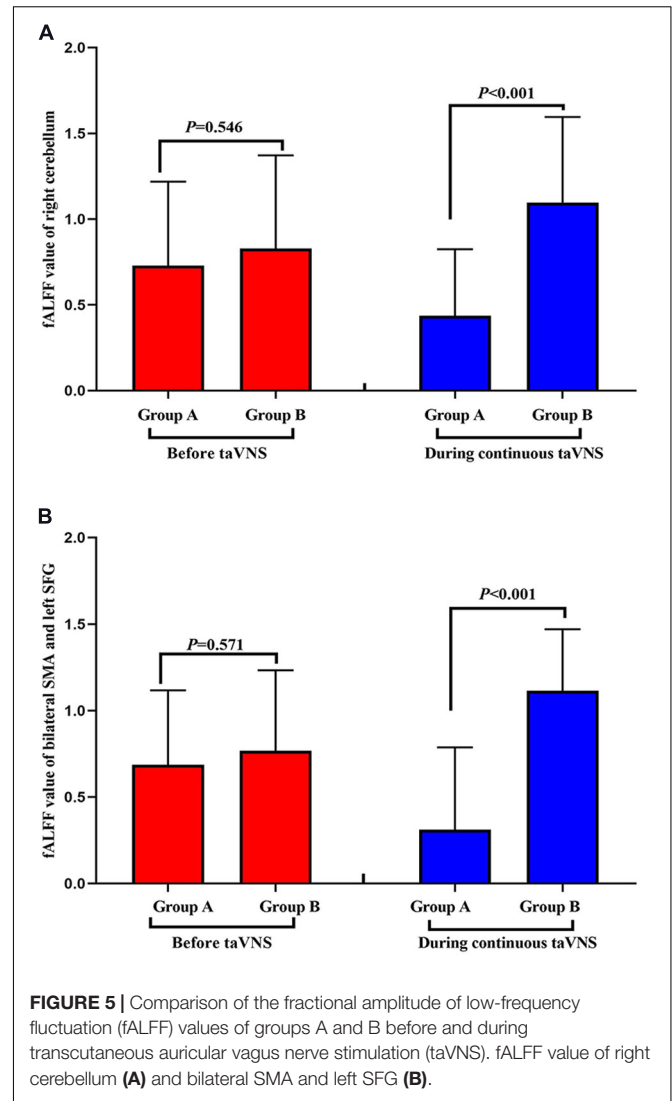 A
fALFF value of right cerebellum
2.0
1.5
1.0
0.5
0.0
P=0.546
P<0.001
Group A Group B Group A Group B
Before taVNS During continuous taVNS
B
fALFF value of bilateral SMA and left SFG
2.0
1.5
1.0
0.5
0.0
P=0.571
P<0.001
Group A Group B Group A Group B
Before taVNS During continuous taVNS
FIGURE 5 | Comparison of the fractional amplitude of low-frequency
fluctuation (fALFF) values of groups A and B before and during
transcutaneous auricular vagus nerve stimulation (taVNS). fALFF value of right
cerebellum (A) and bilateral SMA and left SFG (B).